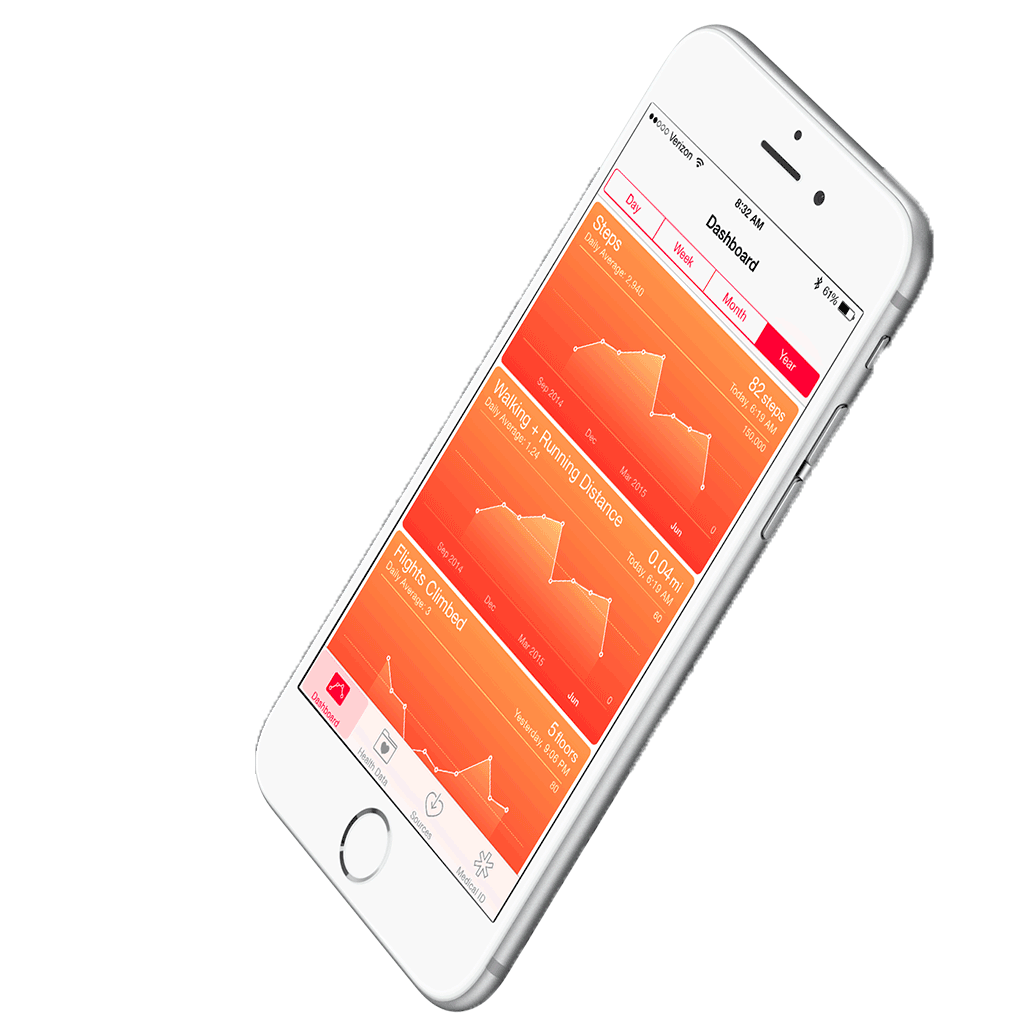 Verizon
8:32 AM
61%
Dashboard
Day
Week
Month
Year
Steps
82 steps
Daily Average: 2,940
Today, 6:19 AM
150,000
0
Sep 2014
Dec
Mar 2015
Jun
Walking + Running Distance
0.04 mi
Daily Average: 1.24
Today, 6:19 AM
60
0
Sep 2014
Dec
Mar 2015
Jun
Flights Climbed
5 floors
Daily Average: 3
Yesterday, 9:06 PM
80
Dashboard
Health Data
Sources
Medical ID